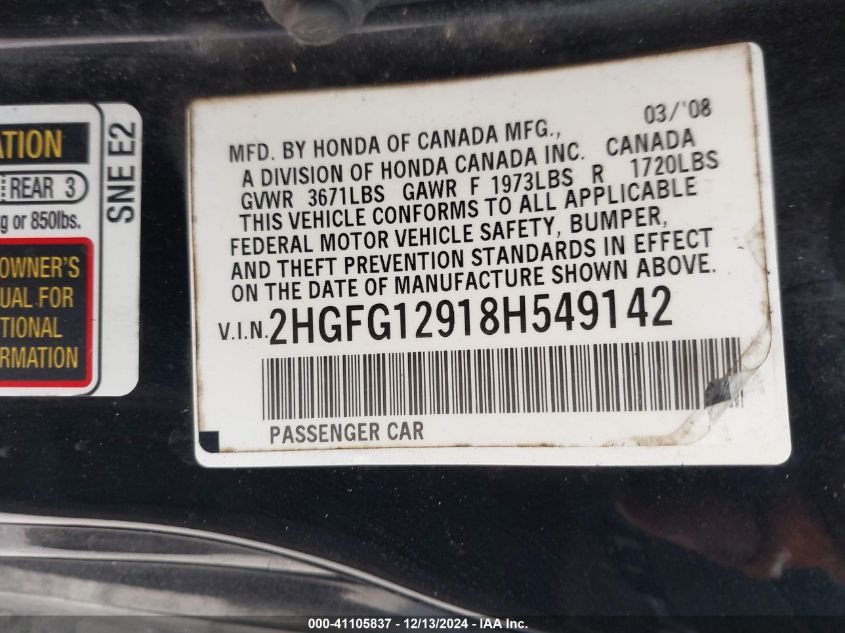 ATION
REAR 3
g or 850lbs.
OWNER'S
UAL FOR
TIONAL
RMATION
SNE E2
03/'08
MFD. BY HONDA OF CANADA MFG.,
A DIVISION OF HONDA CANADA INC. CANADA
GVWR 3671LBS GAWR F 1973LBS R 1720LBS
THIS VEHICLE CONFORMS TO ALL APPLICABLE
FEDERAL MOTOR VEHICLE SAFETY, BUMPER,
AND THEFT PREVENTION STANDARDS IN EFFECT
ON THE DATE OF MANUFACTURE SHOWN ABOVE.
V.I.N. 2HGFG12918H549142
PASSENGER CAR
000-41105837 - 12/13/2024 - IAA Inc.